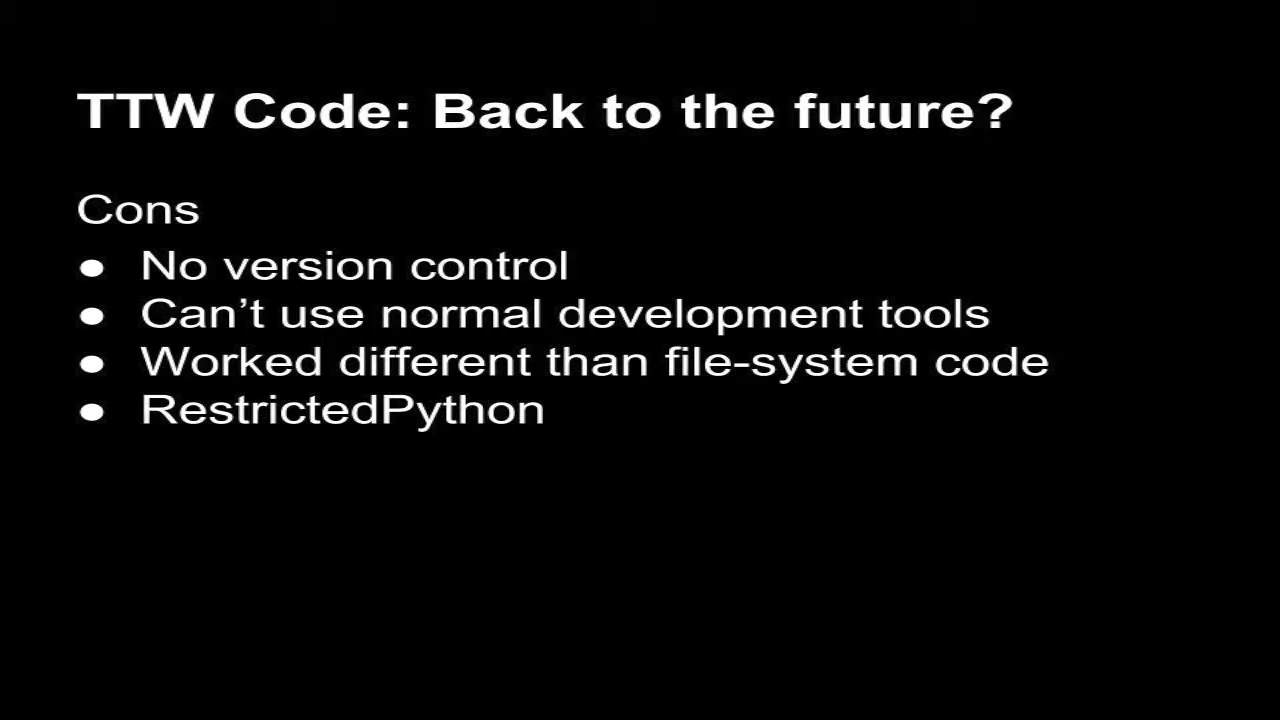 TTW Code: Back to the future?
Cons
● No version control
● Can’t use normal development tools
● Worked different than file-system code
● RestrictedPython